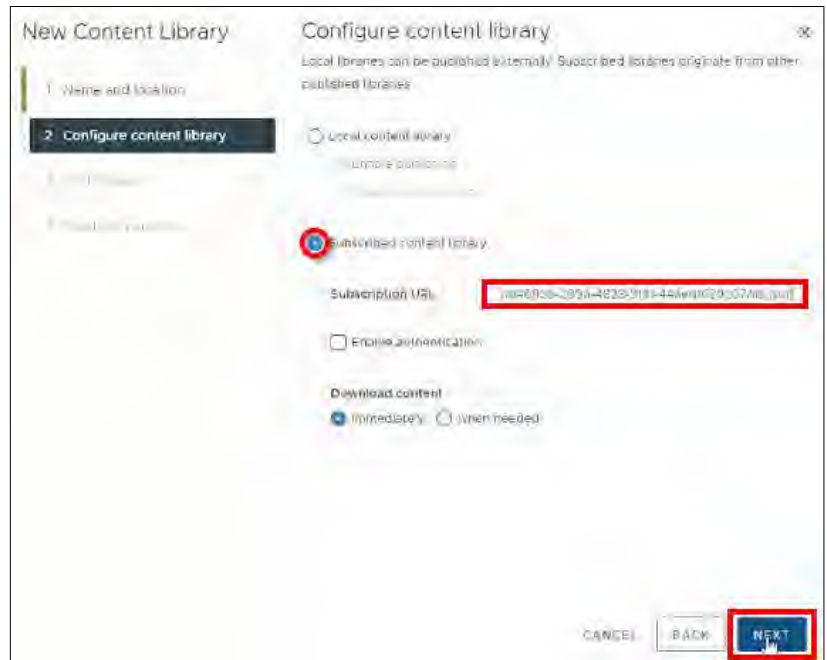 New Content Library
1 Name and location
2 Configure content library
Configure content library
Local libraries can be published externally. Subscribed libraries originate from other
published libraries.
Local content library
Subscribed content library
Subscription URL
Enable authentication
Download content
Immediately
When needed
CANCEL
BACK
NEXT